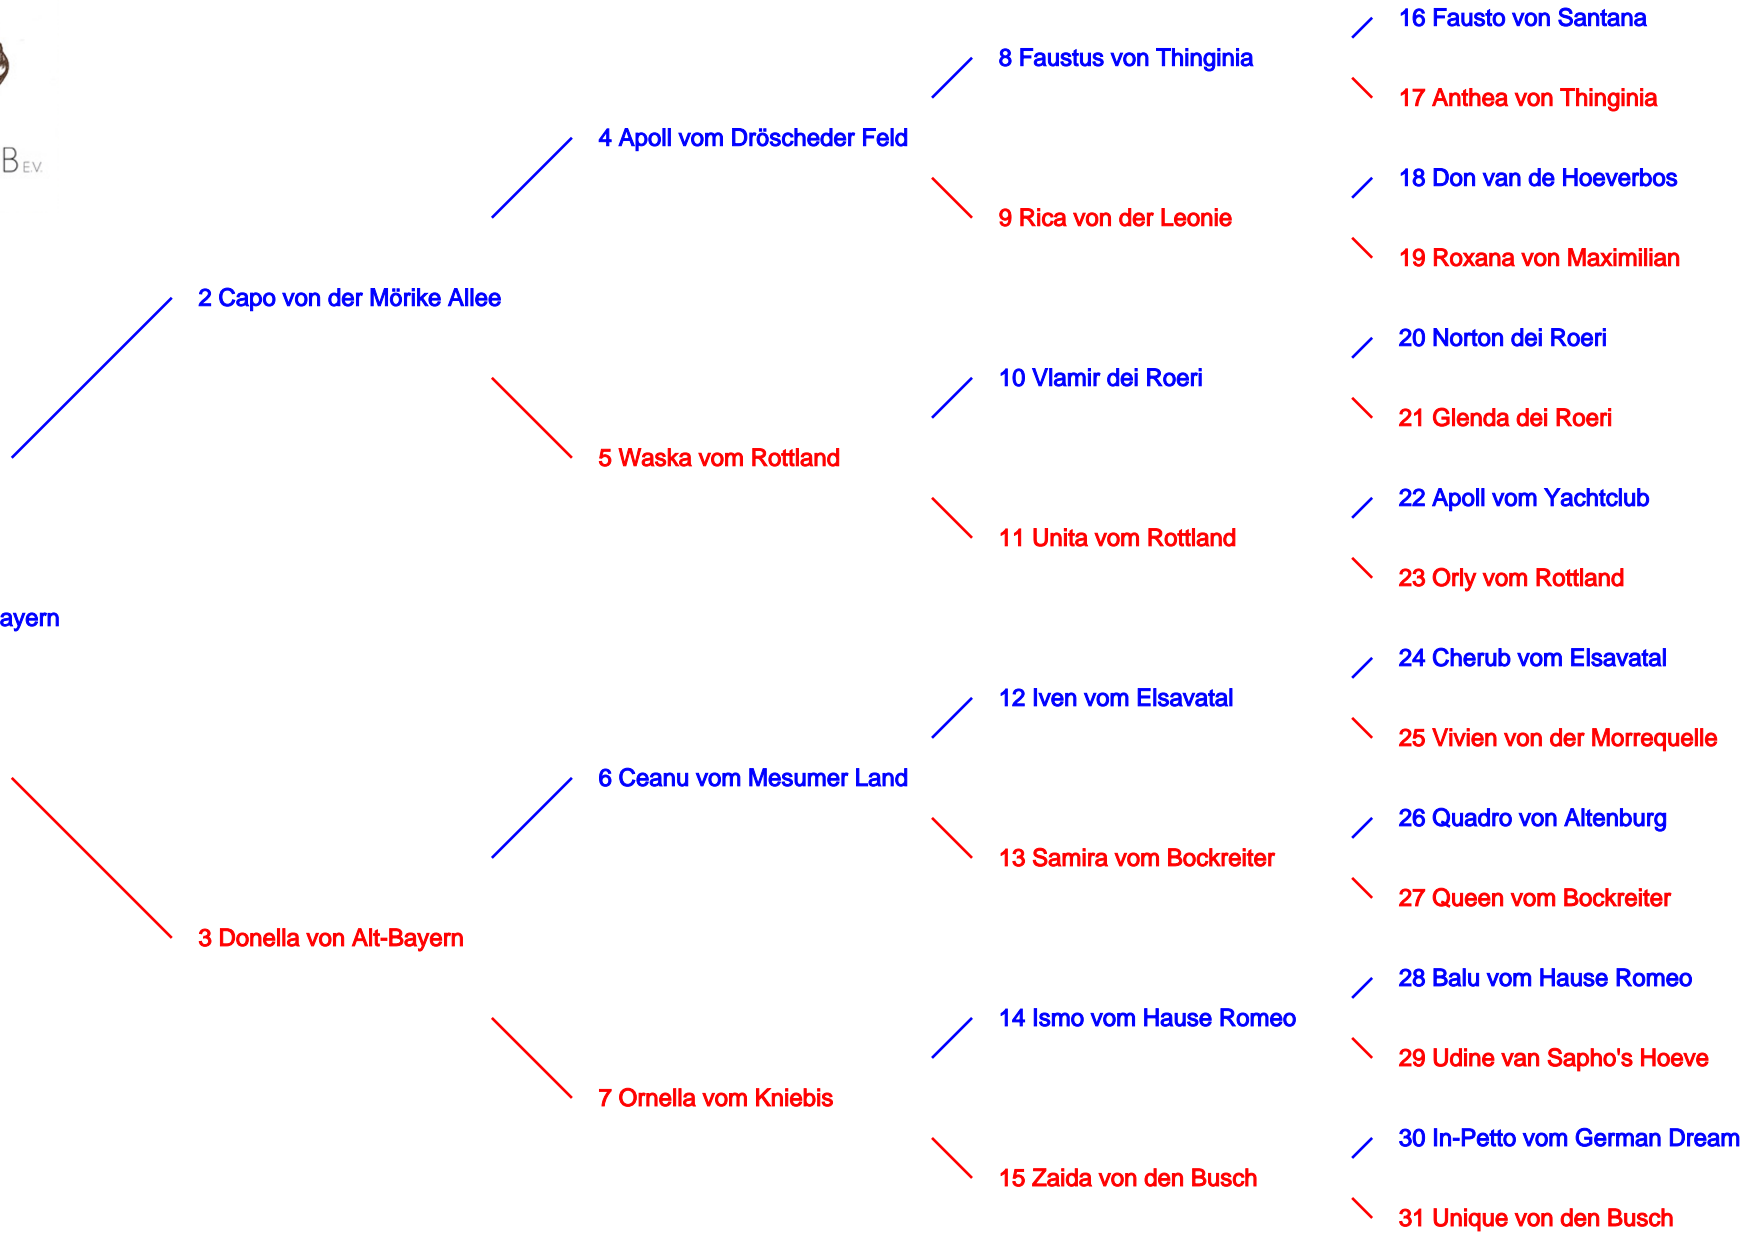 B E.V.
ayern
2 Capo von der Mörike Allee
3 Donella von Alt-Bayern
4 Apoll vom Dröscheder Feld
5 Waska vom Rottland
6 Ceanu vom Mesumer Land
7 Ornella vom Kniebis
8 Faustus von Thinginia
9 Rica von der Leonie
10 Vlamir dei Roeri
11 Unita vom Rottland
12 Iven vom Elsavatal
13 Samira vom Bockreiter
14 Ismo vom Hause Romeo
15 Zaida von den Busch
16 Fausto von Santana
17 Anthea von Thinginia
18 Don van de Hoeverbos
19 Roxana von Maximilian
20 Norton dei Roeri
21 Glenda dei Roeri
22 Apoll vom Yachtclub
23 Orly vom Rottland
24 Cherub vom Elsavatal
25 Vivien von der Morrequelle
26 Quadro von Altenburg
27 Queen vom Bockreiter
28 Balu vom Hause Romeo
29 Udine van Sapho's Hoeve
30 In-Petto vom German Dream
31 Unique von den Busch